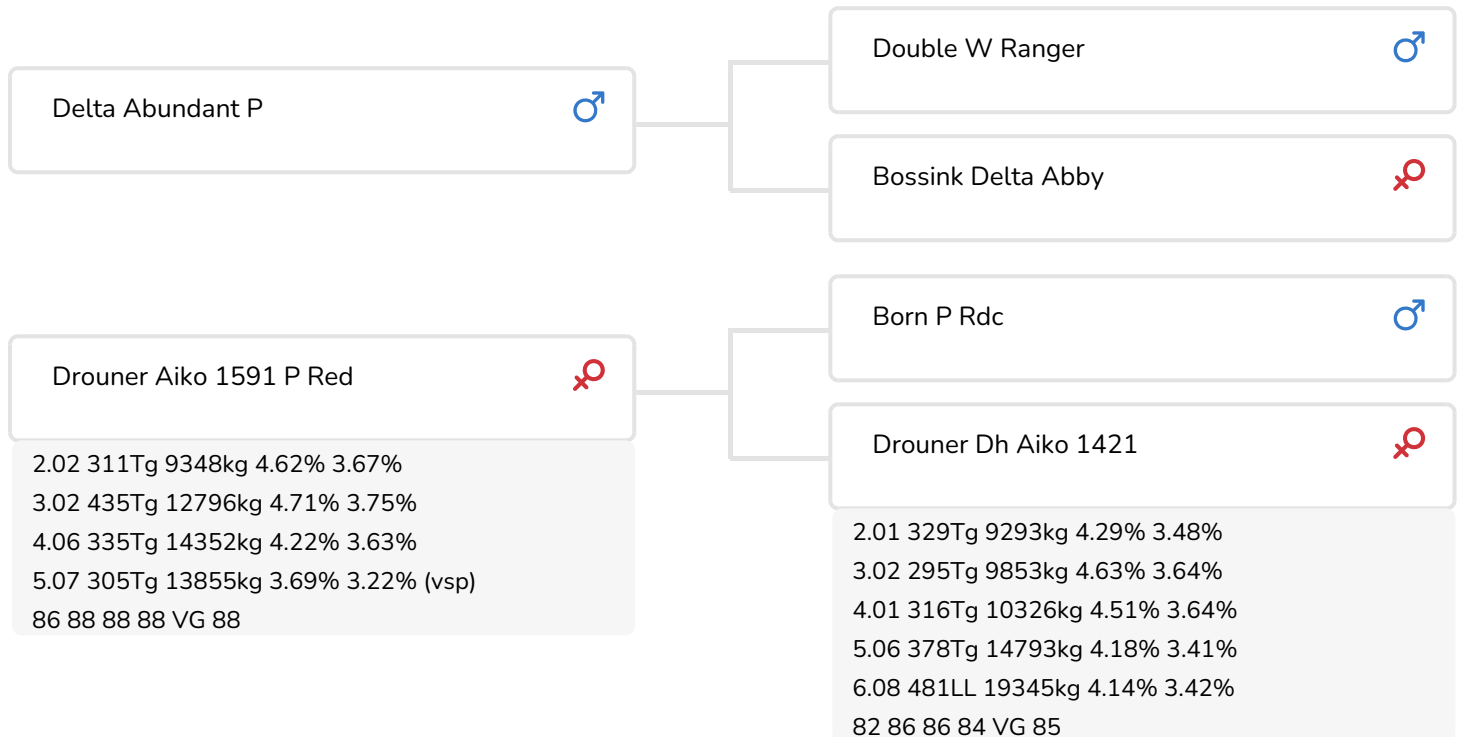 Delta Abundant P
Double W Ranger
Bossink Delta Abby
Drouner Aiko 1591 P Red
2.02 311Tg 9348kg 4.62% 3.67%
3.02 435Tg 12796kg 4.71% 3.75%
4.06 335Tg 14352kg 4.22% 3.63%
5.07 305Tg 13855kg 3.69% 3.22% (vsp)
86 88 88 88 VG 88
Born P Rdc
Drouner Dh Aiko 1421
2.01 329Tg 9293kg 4.29% 3.48%
3.02 295Tg 9853kg 4.63% 3.64%
4.01 316Tg 10326kg 4.51% 3.64%
5.06 378Tg 14793kg 4.18% 3.41%
6.08 481LL 19345kg 4.14% 3.42%
82 86 86 84 VG 85